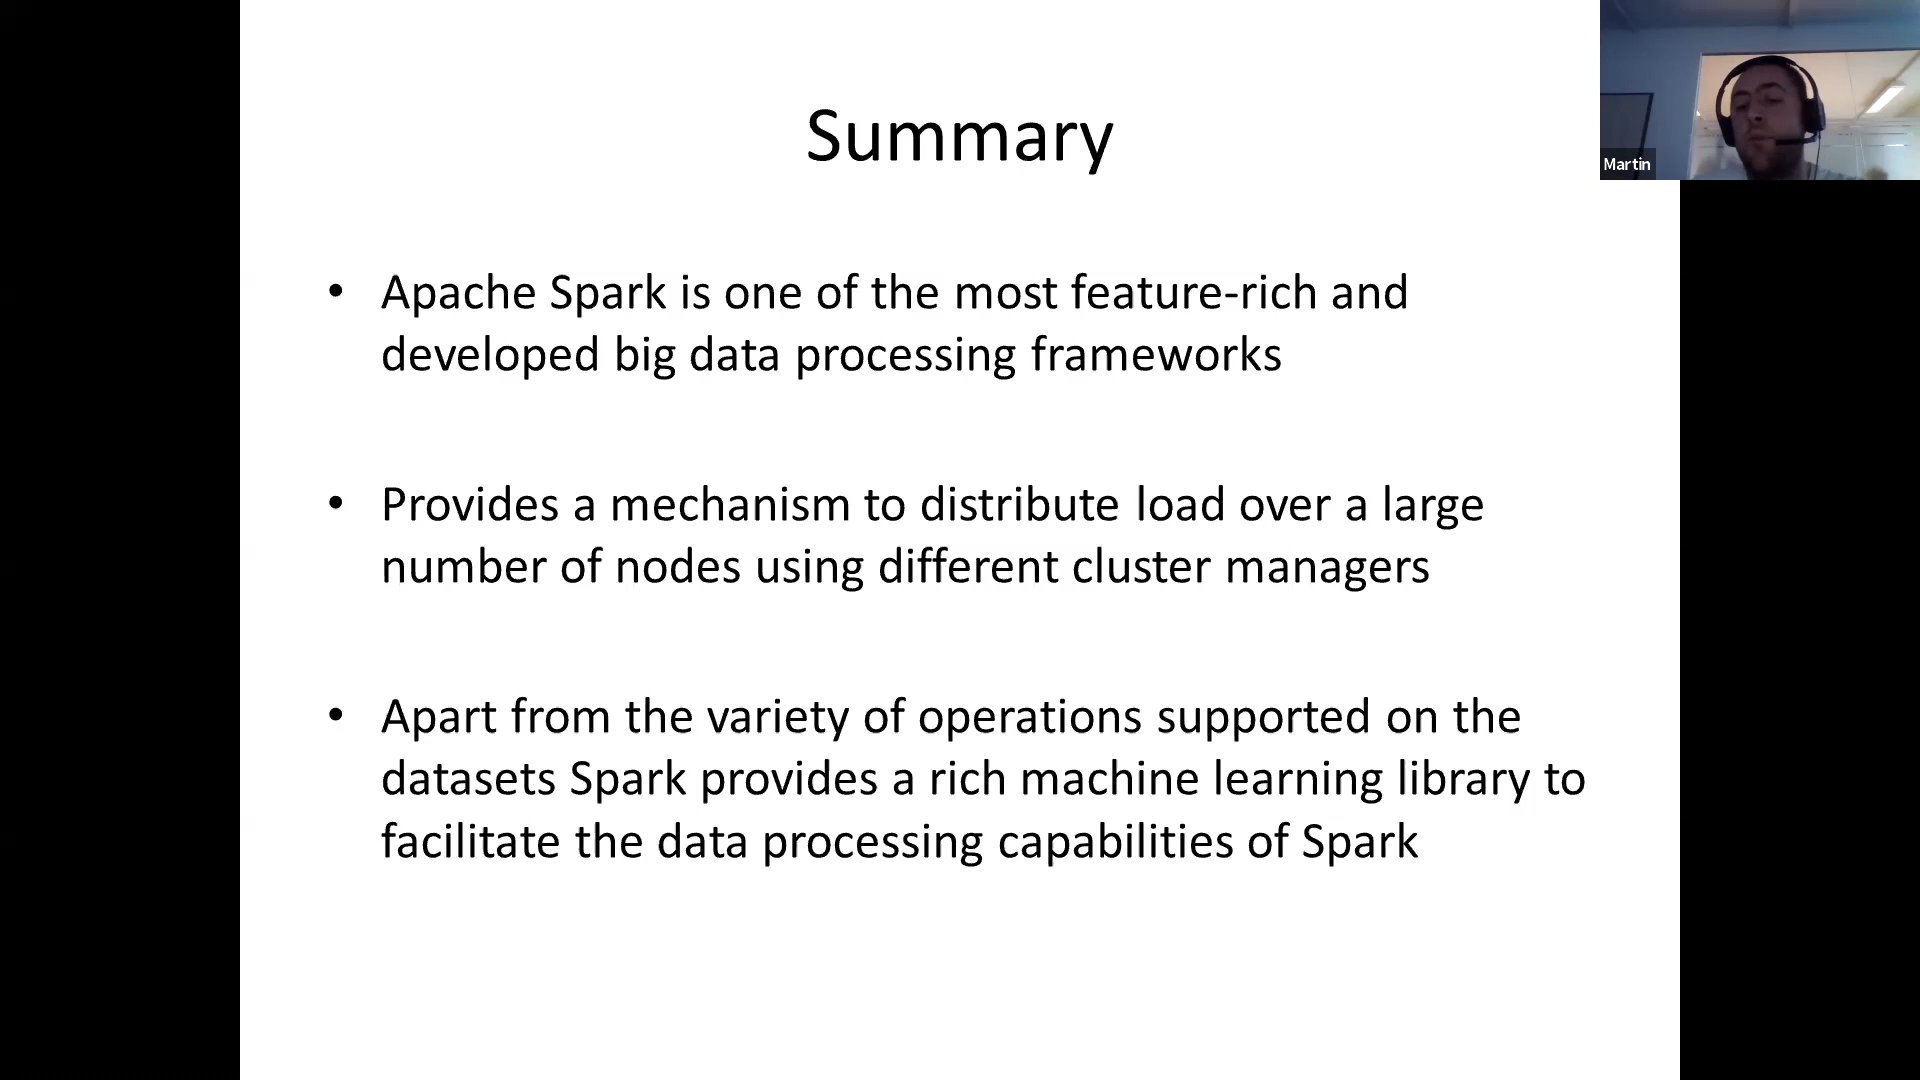 Summary
Martin
• Apache Spark is one of the most feature-rich and
developed big data processing frameworks
• Provides a mechanism to distribute load over a large
number of nodes using different cluster managers
• Apart from the variety of operations supported on the
datasets Spark provides a rich machine learning library to
facilitate the data processing capabilities of Spark